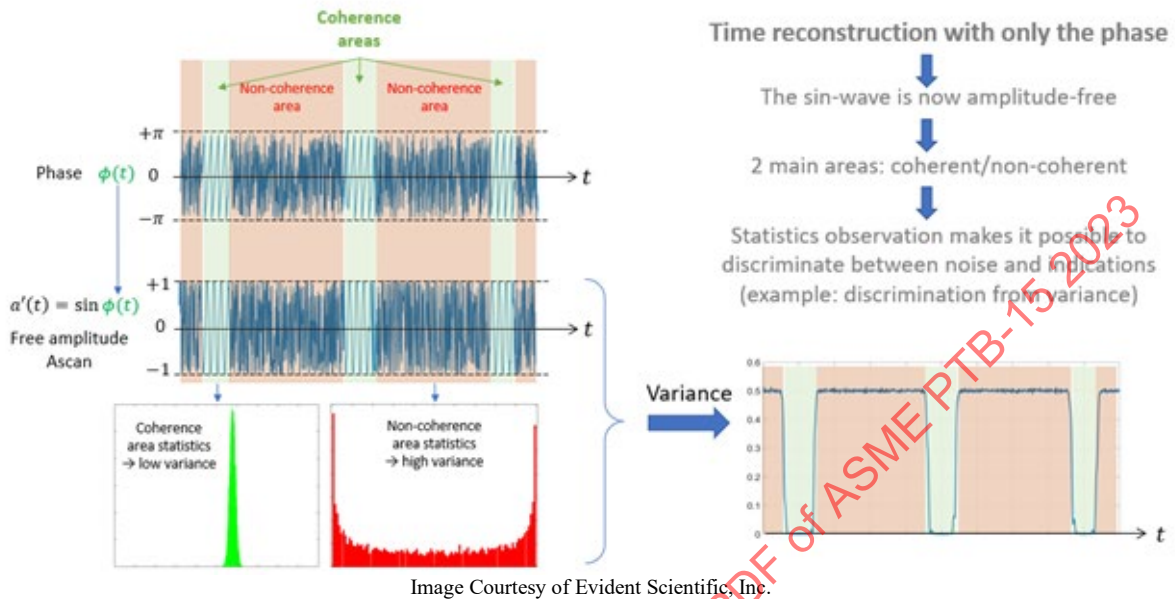 Coherence
areas
Non-coherence
area
Non-coherence
area
+π
Phase ϕ(t)
0
t
−π
+1
a′(t) = sin ϕ(t)
0
t
Free amplitude
Ascan
−1
Coherence
area statistics
→ low variance
Non-coherence
area statistics
→ high variance
Time reconstruction with only the phase
The sin-wave is now amplitude-free
2 main areas: coherent/non-coherent
Statistics observation makes it possible to
discriminate between noise and indications
(example: discrimination from variance)
Variance
0.6
0.5
0.4
0.3
0.2
0.1
0
t
Image Courtesy of Evident Scientific, Inc.
PDF of ASME PTB-15 2023